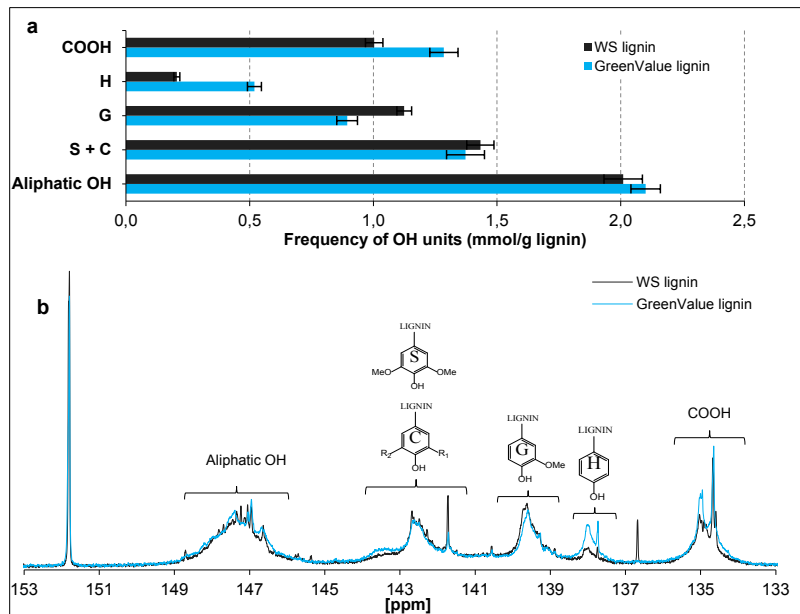 a
COOH
H
G
S + C
Aliphatic OH
WS lignin
GreenValue lignin
0,0 0,5 1,0 1,5 2,0 2,5
Frequency of OH units (mmol/g lignin)
b
WS lignin
GreenValue lignin
LIGNIN
S
MeO OMe
OH
LIGNIN
C
R2 R1
OH
LIGNIN
G
OMe
OH
LIGNIN
H
OH
Aliphatic OH
COOH
153 151 149 147 145 143 141 139 137 135 133
[ppm]